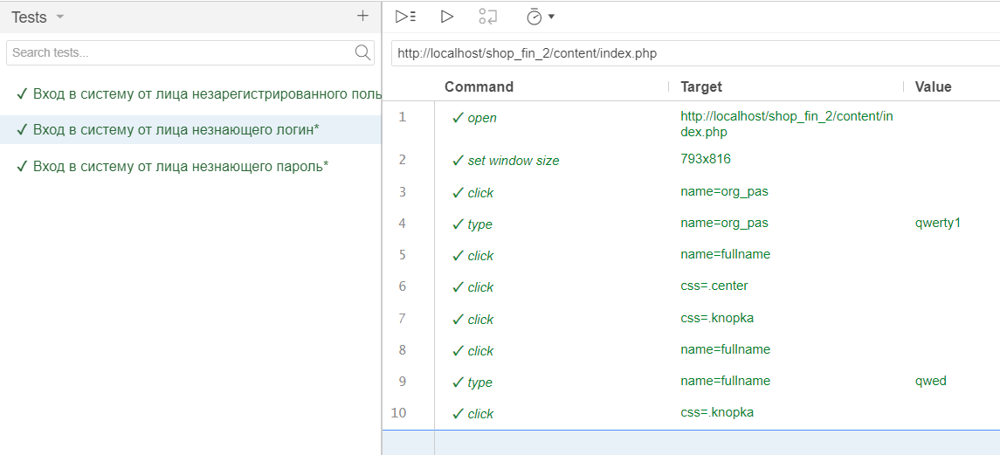 Tests
Search tests...
Вход в систему от лица незарегистрированного поль
Вход в систему от лица незнающего логин*
Вход в систему от лица незнающего пароль*
http://localhost/shop_fin_2/content/index.php
Command Target Value
1 open http://localhost/shop_fin_2/content/in
dex.php
2 set window size 793x816
3 click name=org_pas
4 type name=org_pas qwerty1
5 click name=fullname
6 click css=.center
7 click css=.knopka
8 click name=fullname
9 type name=fullname qwed
10 click css=.knopka